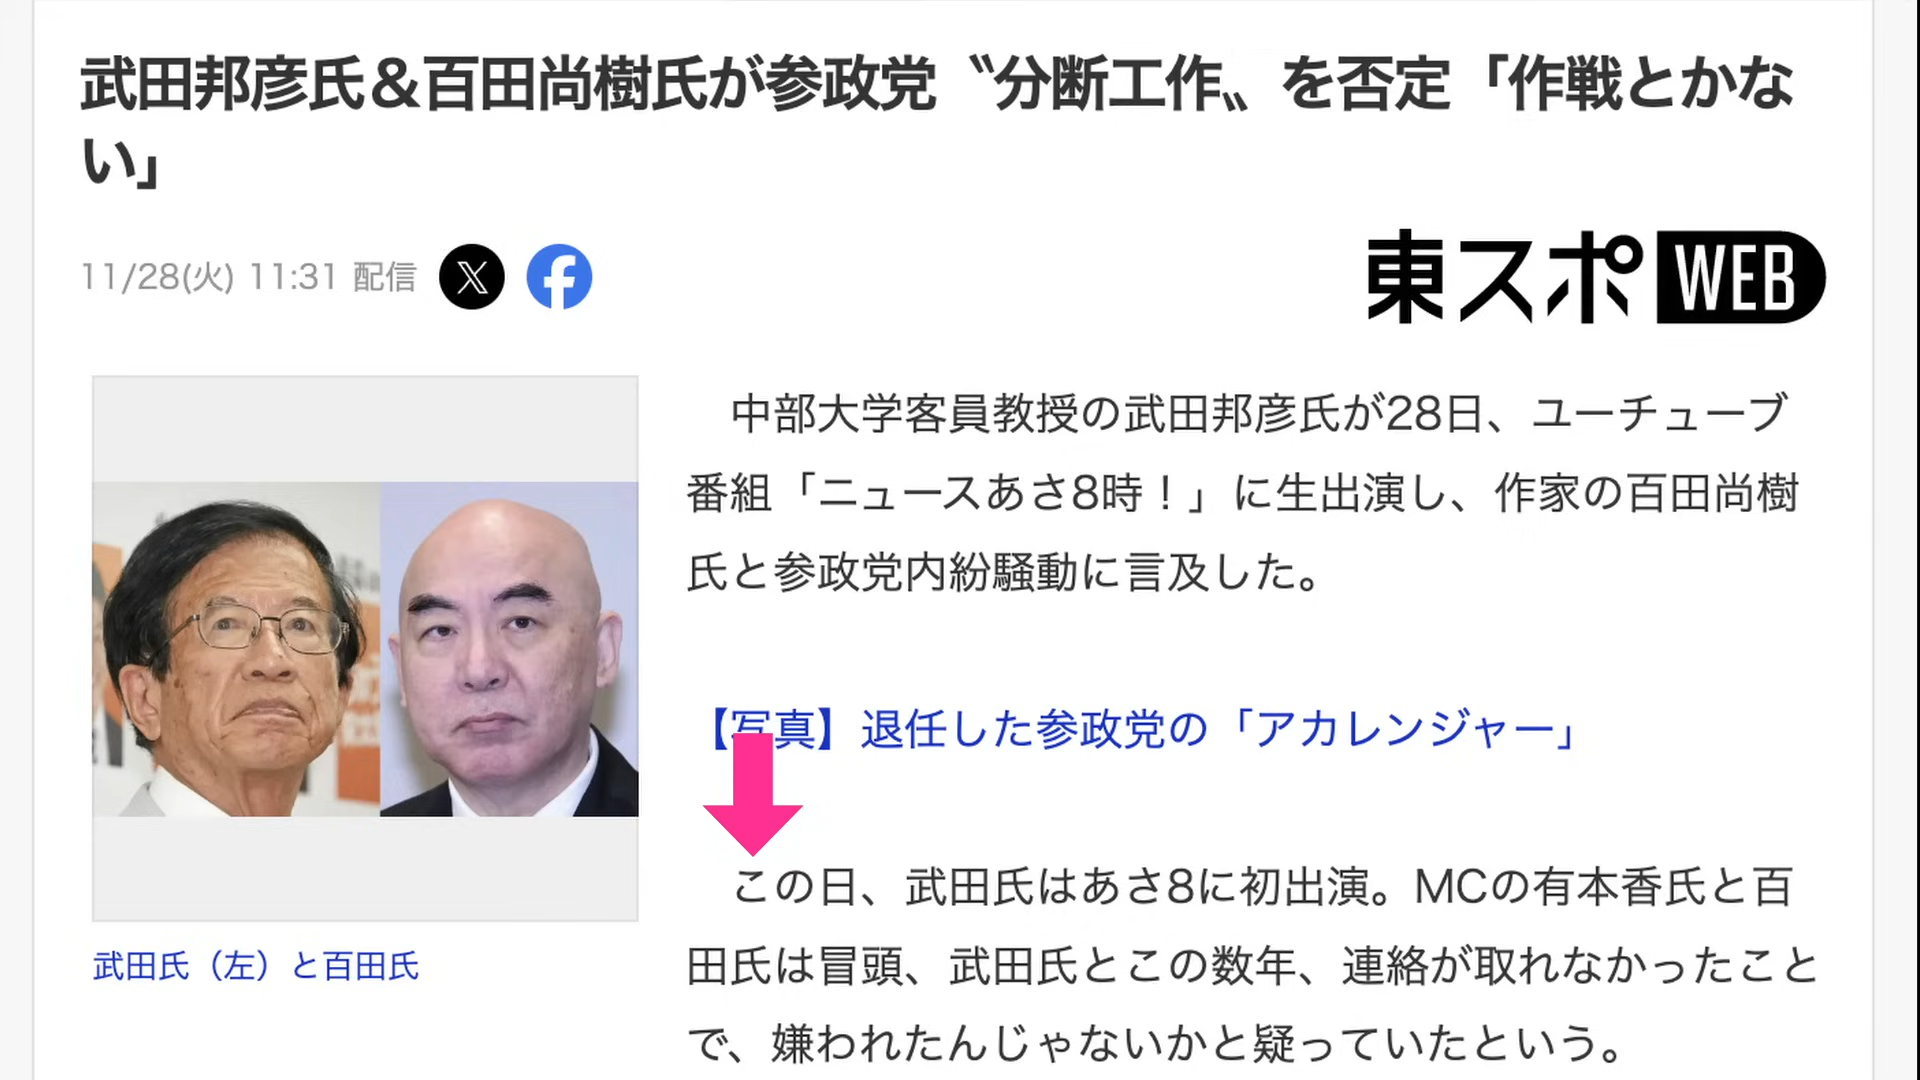 武田邦彦氏＆百田尚樹氏が参政党〝分断工作〟を否定「作戦とかな
い」
11/28(火) 11:31 配信
東スポWEB
中部大学客員教授の武田邦彦氏が28日、ユーチューブ
番組「ニュースあさ8時！」に生出演し、作家の百田尚樹
氏と参政党内紛騒動に言及した。
【写真】退任した参政党の「アカレンジャー」
この日、武田氏はあさ8に初出演。MCの有本香氏と百
田氏は冒頭、武田氏とこの数年、連絡が取れなかったこと
で、嫌われたんじゃないかと疑っていたという。
武田氏（左）と百田氏